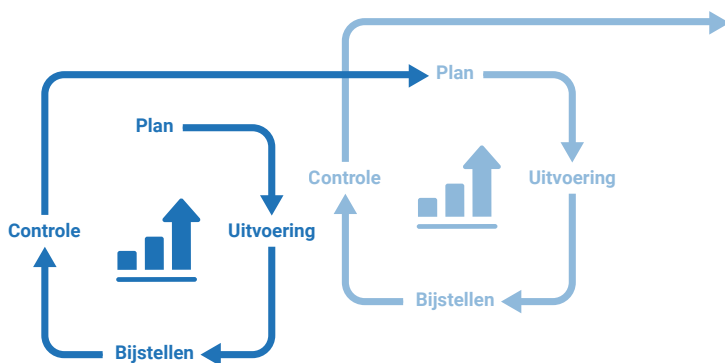 Plan
Uitvoering
Bijstellen
Controle
Plan
Uitvoering
Bijstellen
Controle